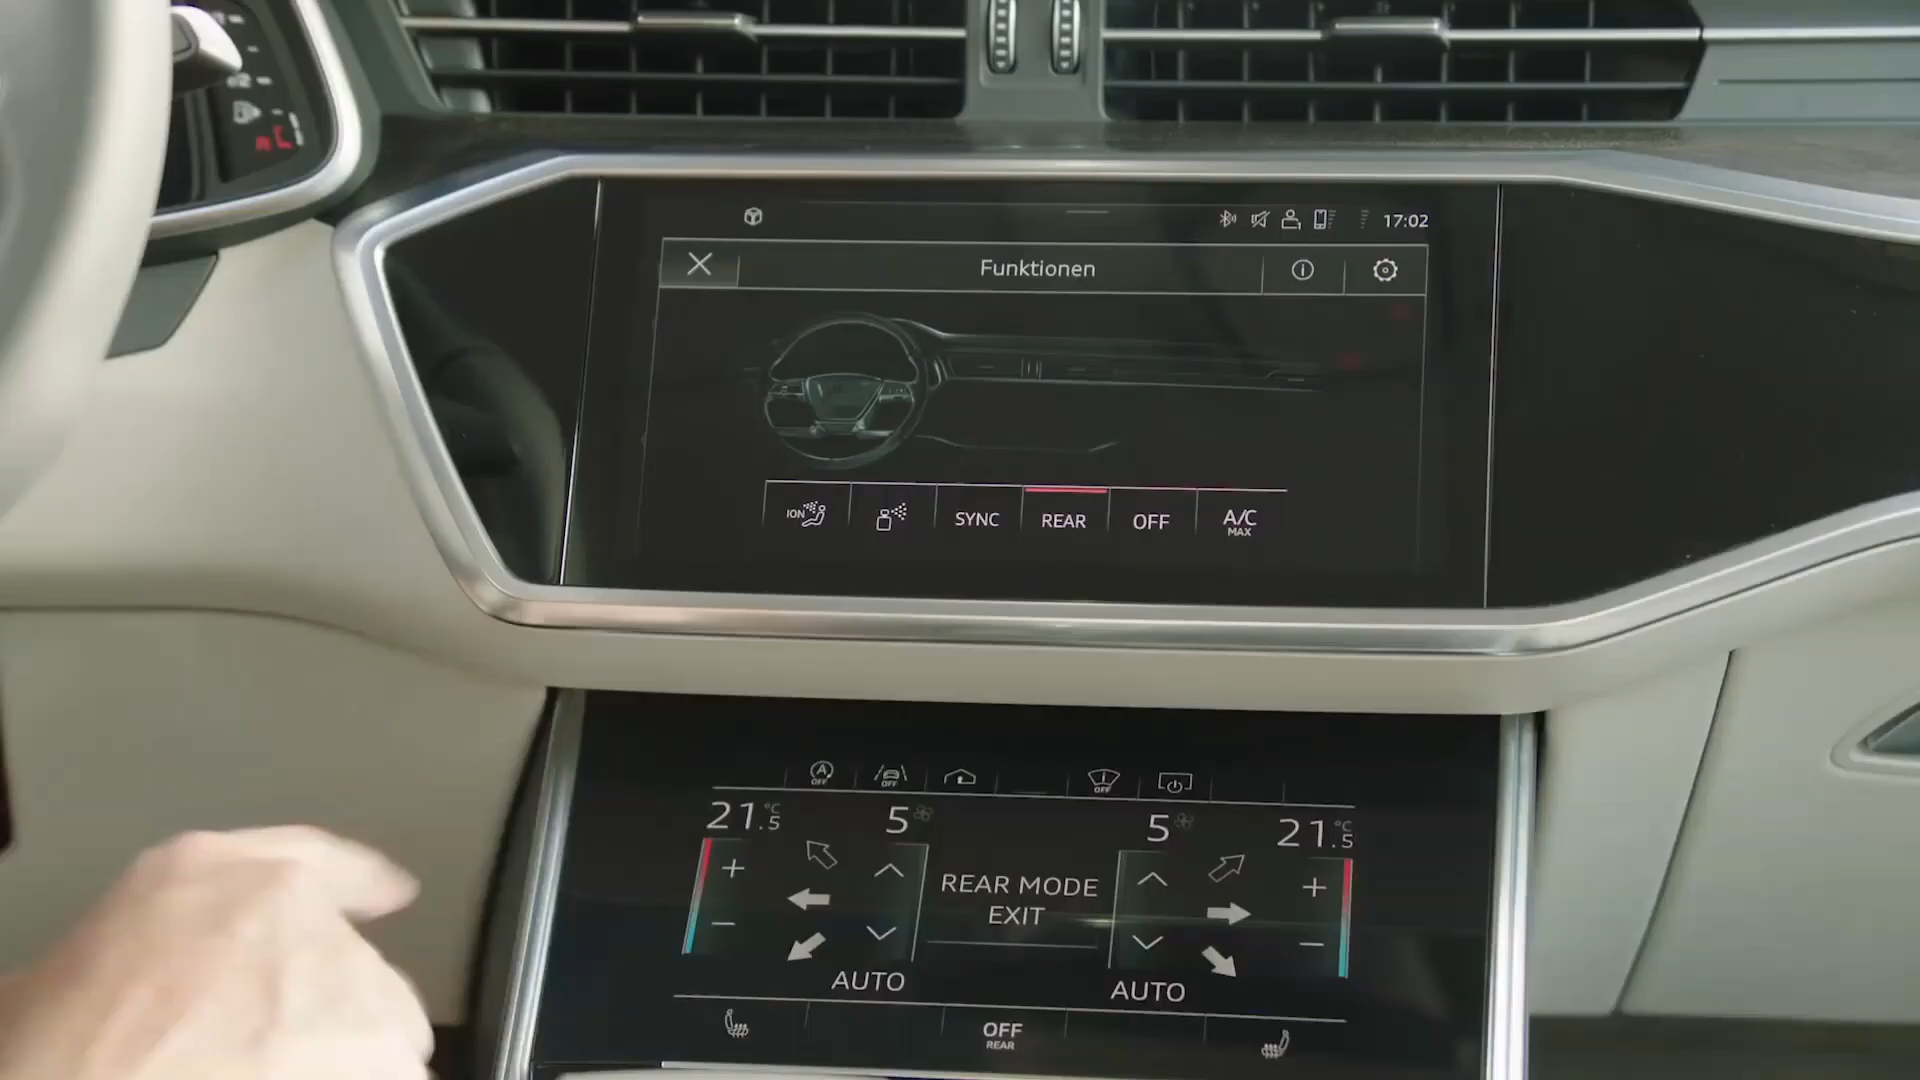 17:02
Funktionen
ION
SYNC
REAR
OFF
A/C
MAX
OFF
OFF
OFF
21.5 °C
5
5
21.5 °C
REAR MODE
EXIT
AUTO
AUTO
OFF
REAR